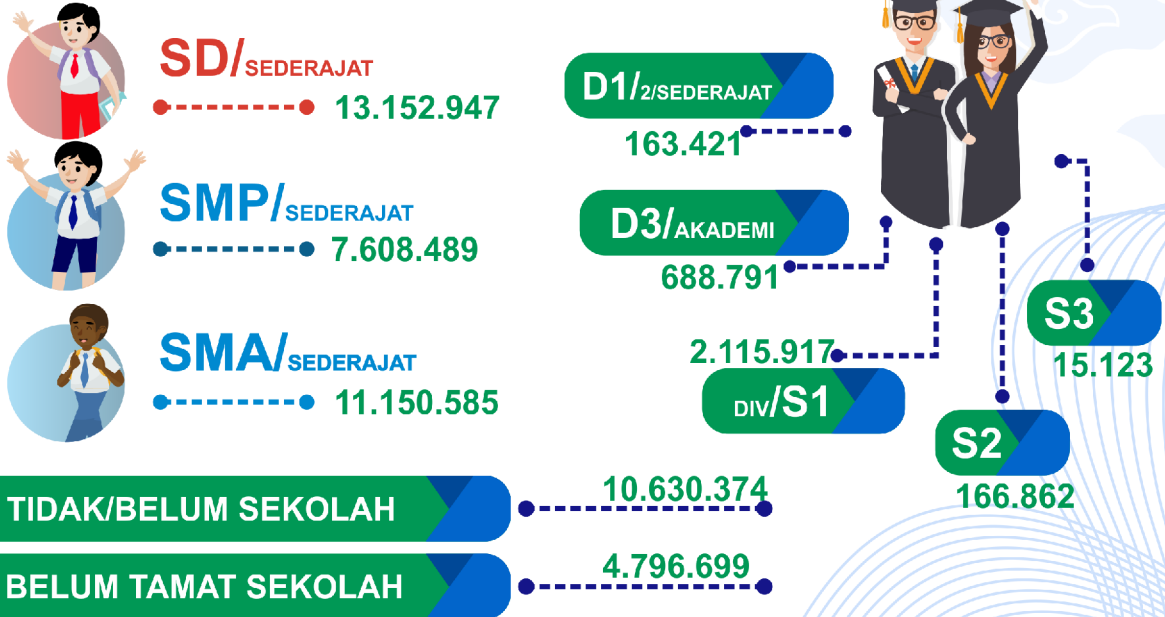 SD/SEDERAJAT
13.152.947
SMP/SEDERAJAT
7.608.489
SMA/SEDERAJAT
11.150.585
D1/2/SEDERAJAT
163.421
D3/AKADEMI
688.791
2.115.917
DIV/S1
S3
15.123
S2
166.862
TIDAK/BELUM SEKOLAH
10.630.374
BELUM TAMAT SEKOLAH
4.796.699